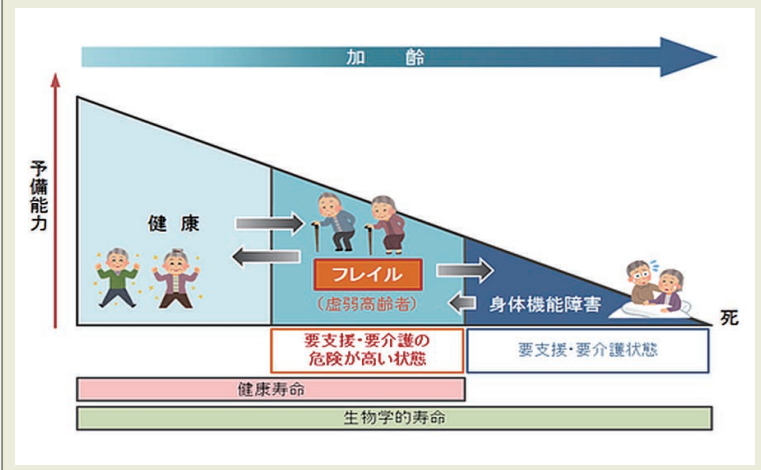 加齢
予備能力
健康
フレイル
(虚弱高齢者)
身体機能障害
死
要支援・要介護の
危険が高い状態
要支援・要介護状態
健康寿命
生物学的寿命